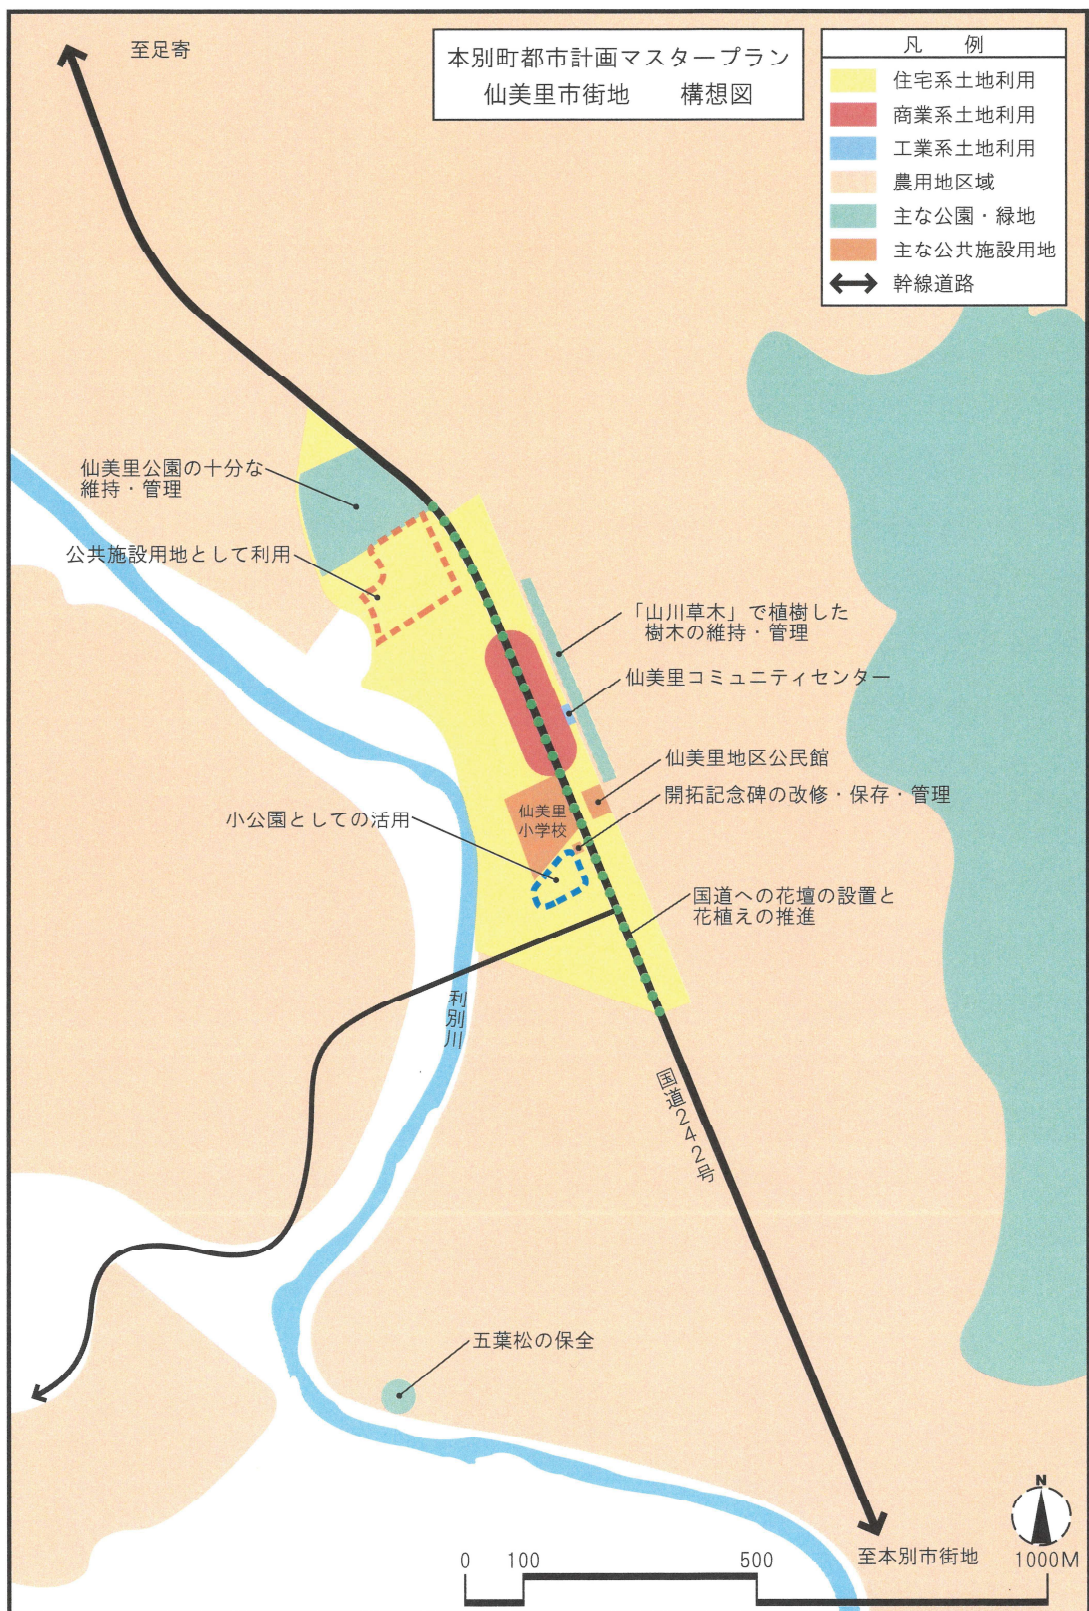 至足寄
本別町都市計画マスタープラン
仙美里市街地　　構想図
凡　例
住宅系土地利用
商業系土地利用
工業系土地利用
農用地区域
主な公園・緑地
主な公共施設用地
幹線道路
仙美里公園の十分な
維持・管理
公共施設用地として利用
「山川草木」で植樹した
樹木の維持・管理
仙美里コミュニティセンター
仙美里地区公民館
開拓記念碑の改修・保存・管理
仙美里
小学校
小公園としての活用
国道への花壇の設置と
花植えの推進
利別川
国道242号
五葉松の保全
N
至本別市街地
0 100 500 1000M